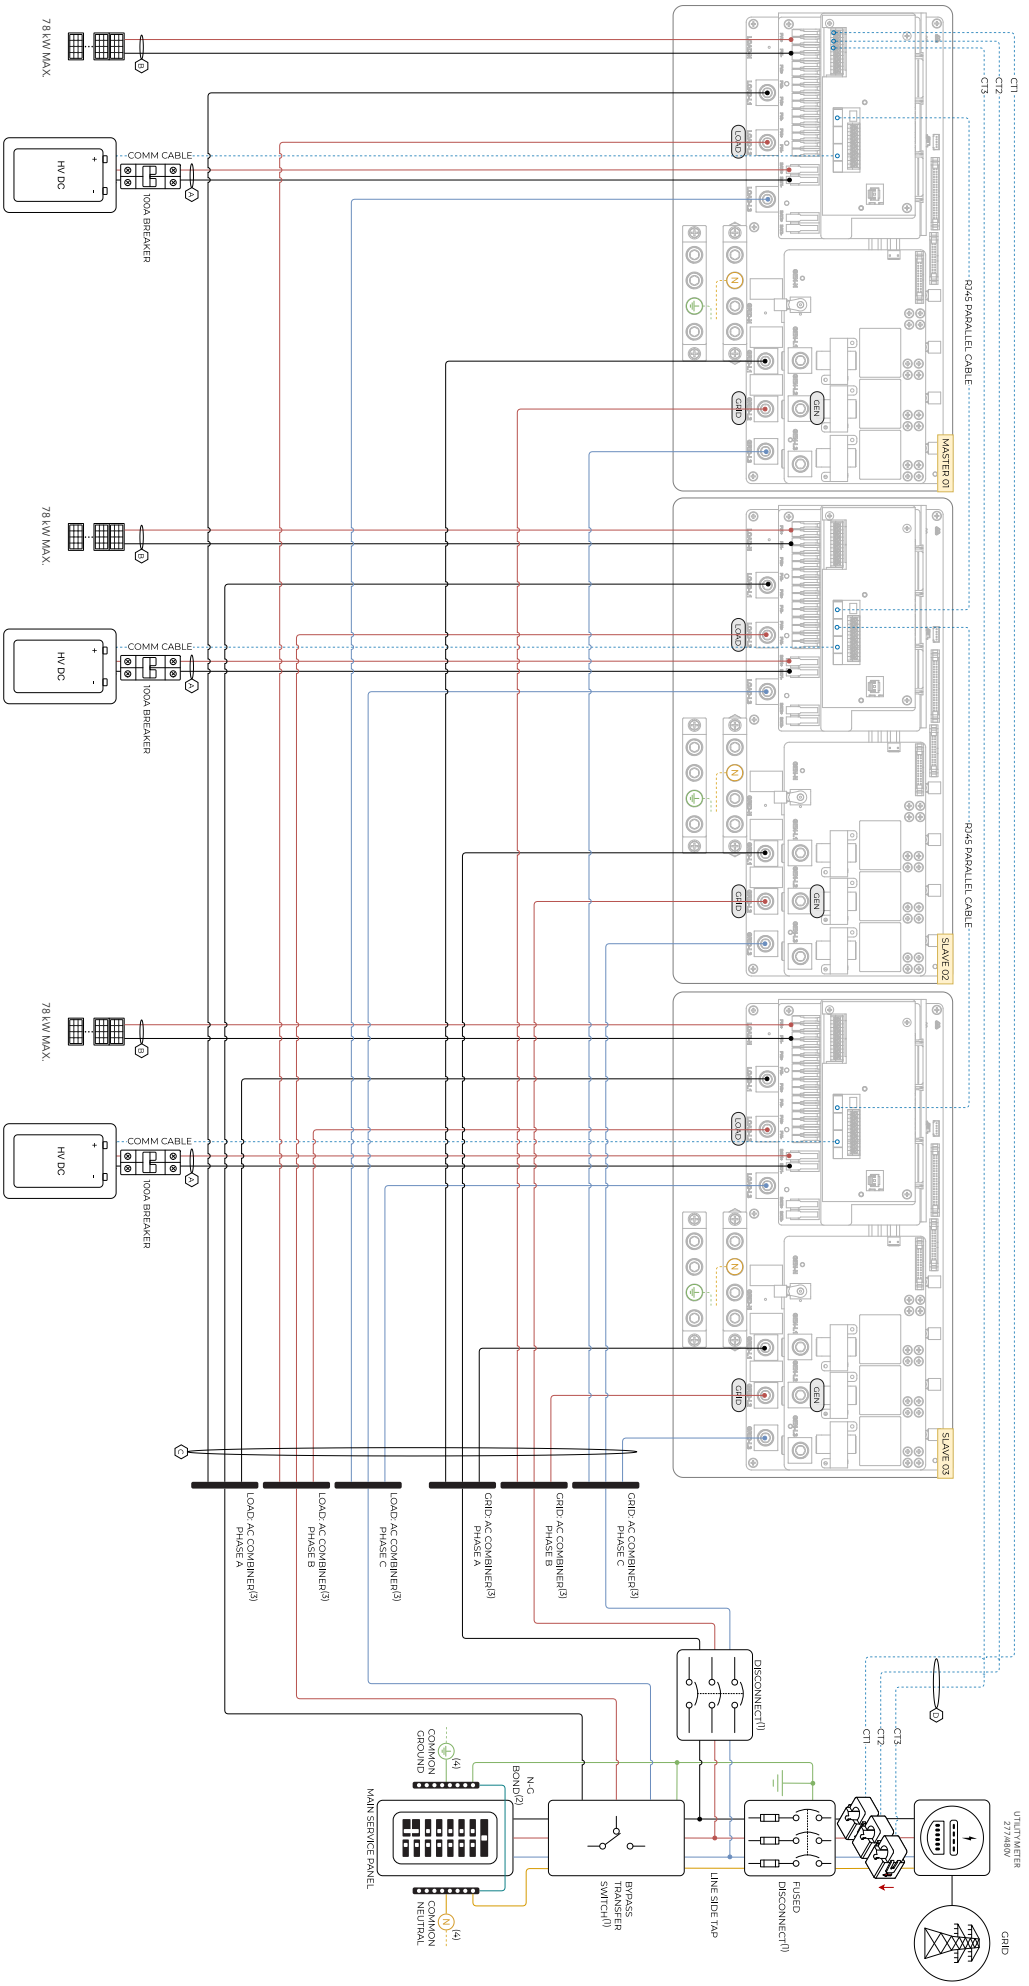 CT1
CT2
CT3
RJ45 PARALLEL CABLE
RJ45 PARALLEL CABLE
MASTER 01
SLAVE 02
SLAVE 03
LOAD
GRID
GEN
N
LOAD
GRID
GEN
N
LOAD
GRID
GEN
N
78 kW MAX.
B
COMM CABLE
A
100A BREAKER
HV DC
+
-
78 kW MAX.
B
COMM CABLE
A
100A BREAKER
HV DC
+
-
78 kW MAX.
B
COMM CABLE
A
100A BREAKER
HV DC
+
-
C
LOAD: AC COMBINER(3)
PHASE A
LOAD: AC COMBINER(3)
PHASE B
LOAD: AC COMBINER(3)
PHASE C
GRID: AC COMBINER(3)
PHASE A
GRID: AC COMBINER(3)
PHASE B
GRID: AC COMBINER(3)
PHASE C
DISCONNECT(1)
D
CT1
CT2
CT3
UTILITY METER
277/480V
GRID
FUSED
DISCONNECT(1)
LINE SIDE TAP
BYPASS
TRANSFER
SWITCH(1)
N-G
BOND(2)
COMMON
GROUND
(4)
MAIN SERVICE PANEL
COMMON
NEUTRAL
N
(4)